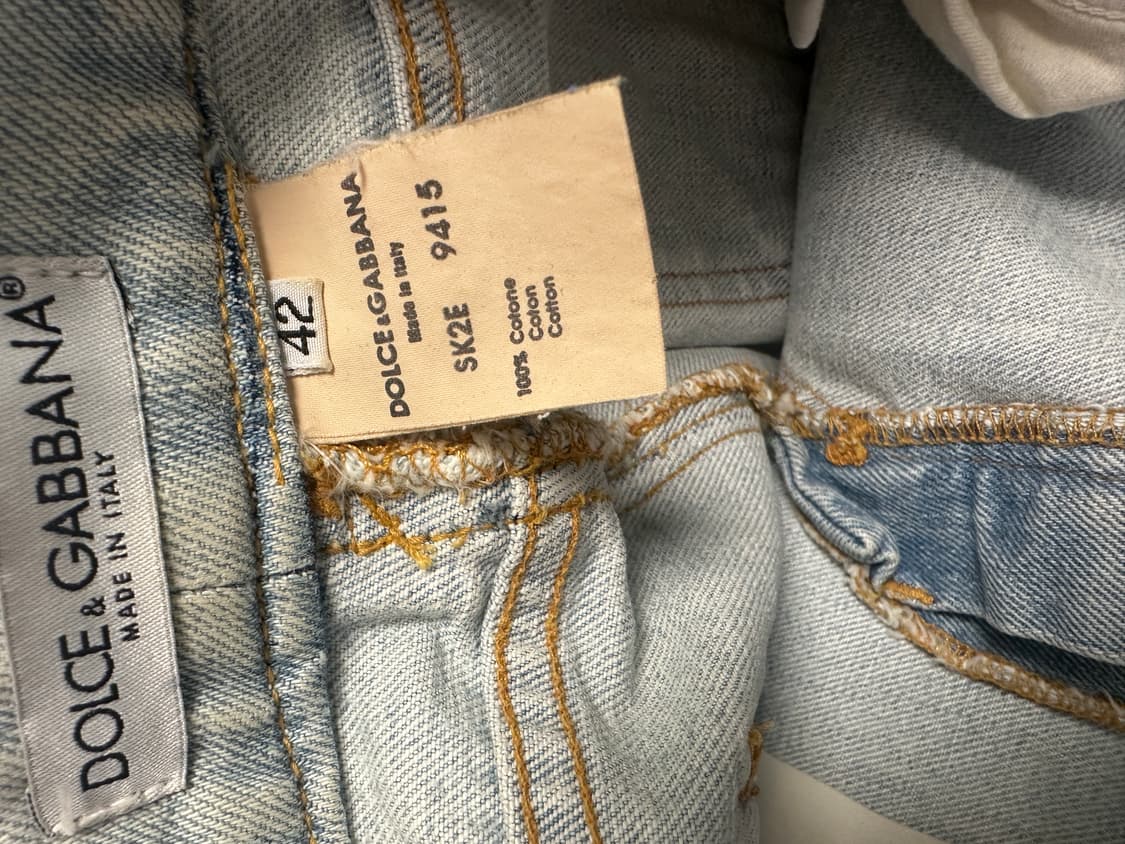 DOLCE & GABBANA®
MADE IN ITALY
42
DOLCE & GABBANA
Made in Italy
SK2E 9415
100% Cotone
Coton
Cotton